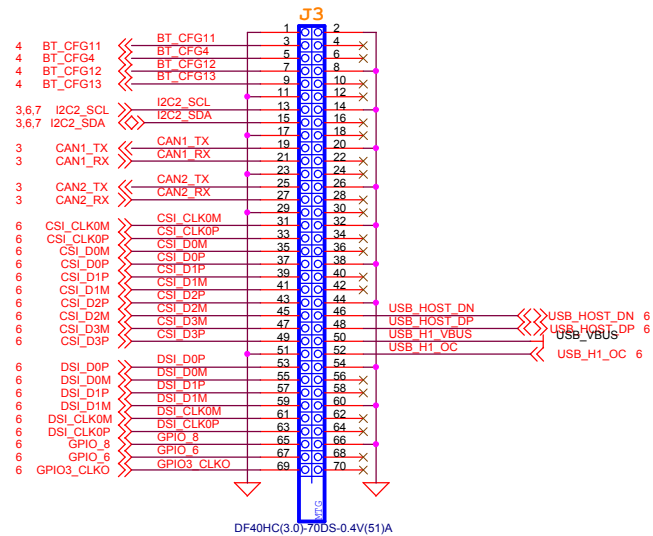 J3
1 2
4 BT_CFG11 BT_CFG11 3 4
4 BT_CFG4 BT_CFG4 5 6
4 BT_CFG12 BT_CFG12 7 8
4 BT_CFG13 BT_CFG13 9 10
11 12
3,6,7 I2C2_SCL I2C2_SCL 13 14
3,6,7 I2C2_SDA I2C2_SDA 15 16
17 18
3 CAN1_TX CAN1_TX 19 20
3 CAN1_RX CAN1_RX 21 22
23 24
3 CAN2_TX CAN2_TX 25 26
3 CAN2_RX CAN2_RX 27 28
29 30
6 CSI_CLK0M CSI_CLK0M 31 32
6 CSI_CLK0P CSI_CLK0P 33 34
6 CSI_D0M CSI_D0M 35 36
6 CSI_D0P CSI_D0P 37 38
6 CSI_D1P CSI_D1P 39 40
6 CSI_D1M CSI_D1M 41 42
6 CSI_D2P CSI_D2P 43 44
6 CSI_D2M CSI_D2M 45 46 USB_HOST_DN USB_HOST_DN 6
6 CSI_D3M CSI_D3M 47 48 USB_HOST_DP USB_HOST_DP 6
6 CSI_D3P CSI_D3P 49 50 USB_H1_VBUS USB_VBUS
51 52 USB_H1_OC USB_H1_OC 6
6 DSI_D0P DSI_D0P 53 54
6 DSI_D0M DSI_D0M 55 56
6 DSI_D1P DSI_D1P 57 58
6 DSI_D1M DSI_D1M 59 60
6 DSI_CLK0M DSI_CLK0M 61 62
6 DSI_CLK0P DSI_CLK0P 63 64
6 GPIO_8 GPIO_8 65 66
6 GPIO_6 GPIO_6 67 68
6 GPIO3_CLKO GPIO3_CLKO 69 70
MTG
DF40HC(3.0)-70DS-0.4V(51)A